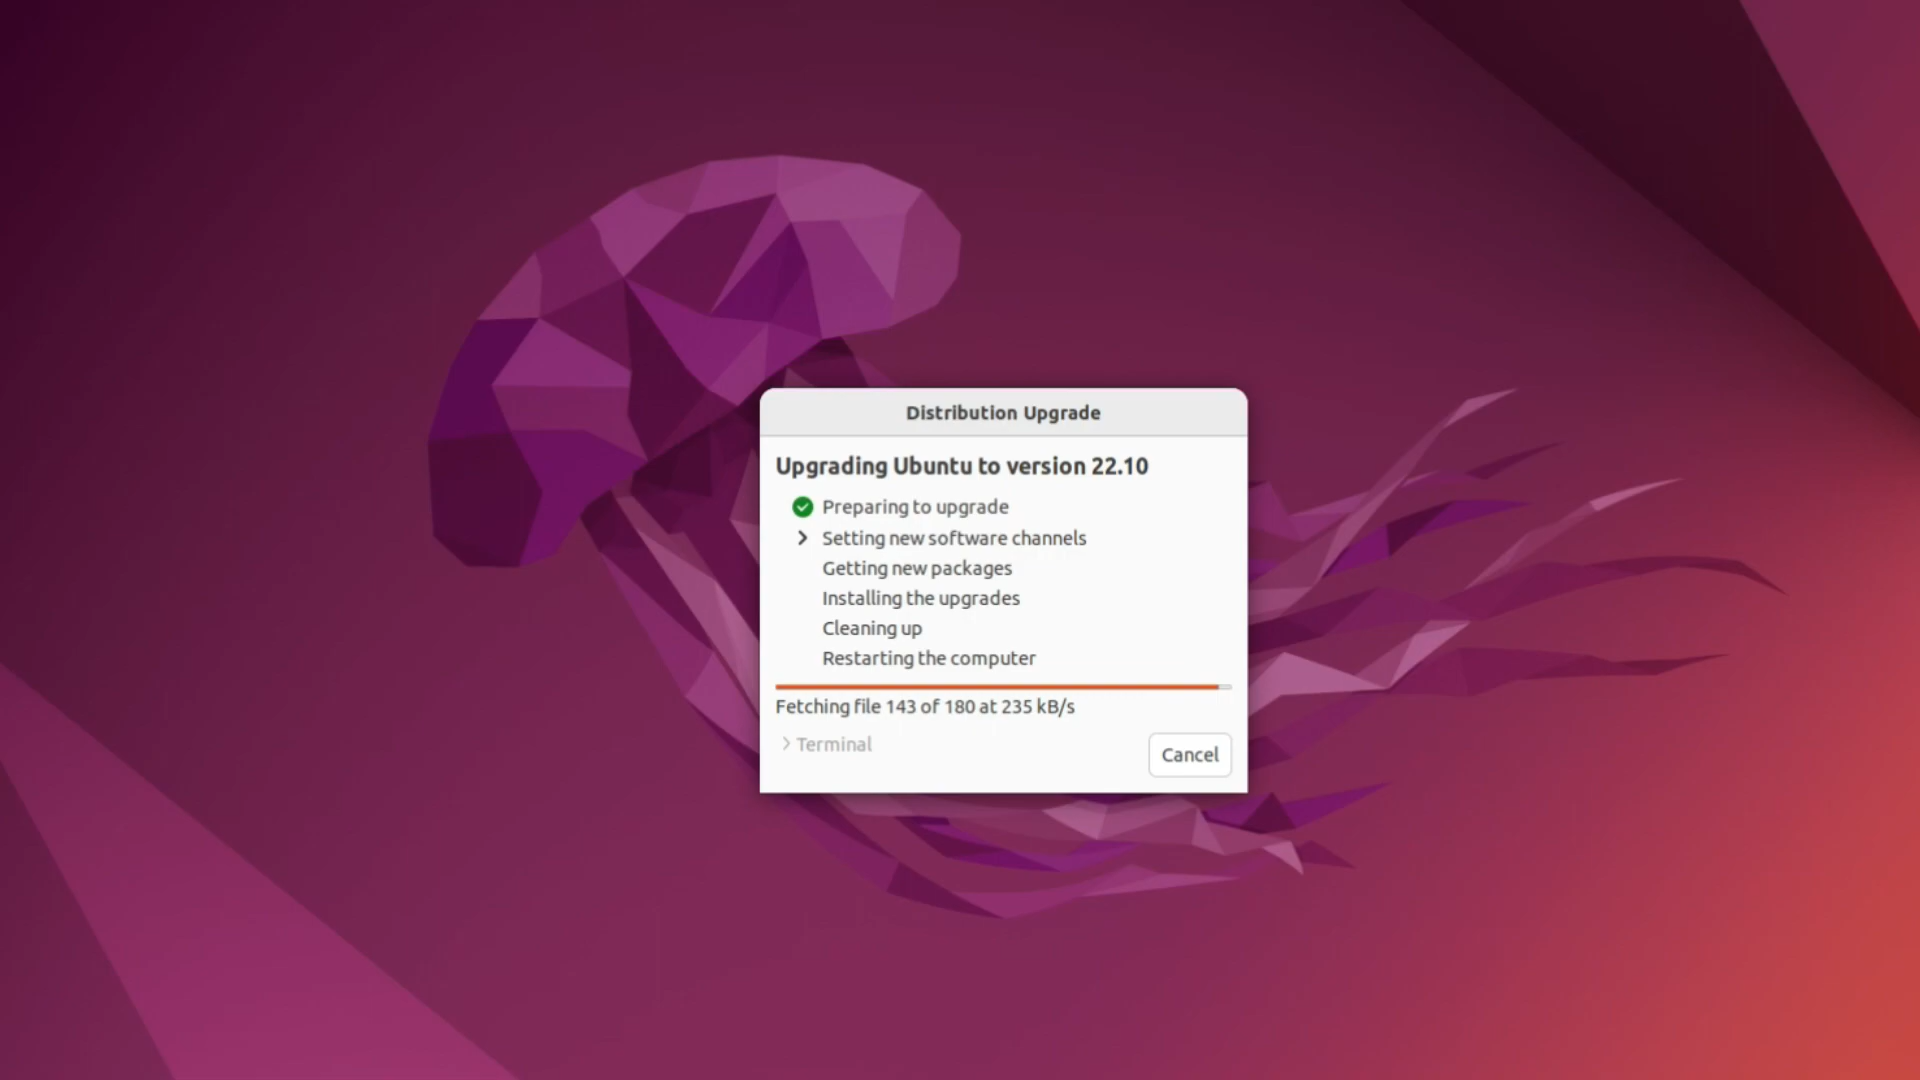 Distribution Upgrade
Upgrading Ubuntu to version 22.10
Preparing to upgrade
Setting new software channels
Getting new packages
Installing the upgrades
Cleaning up
Restarting the computer
Fetching file 143 of 180 at 235 kB/s
Terminal
Cancel